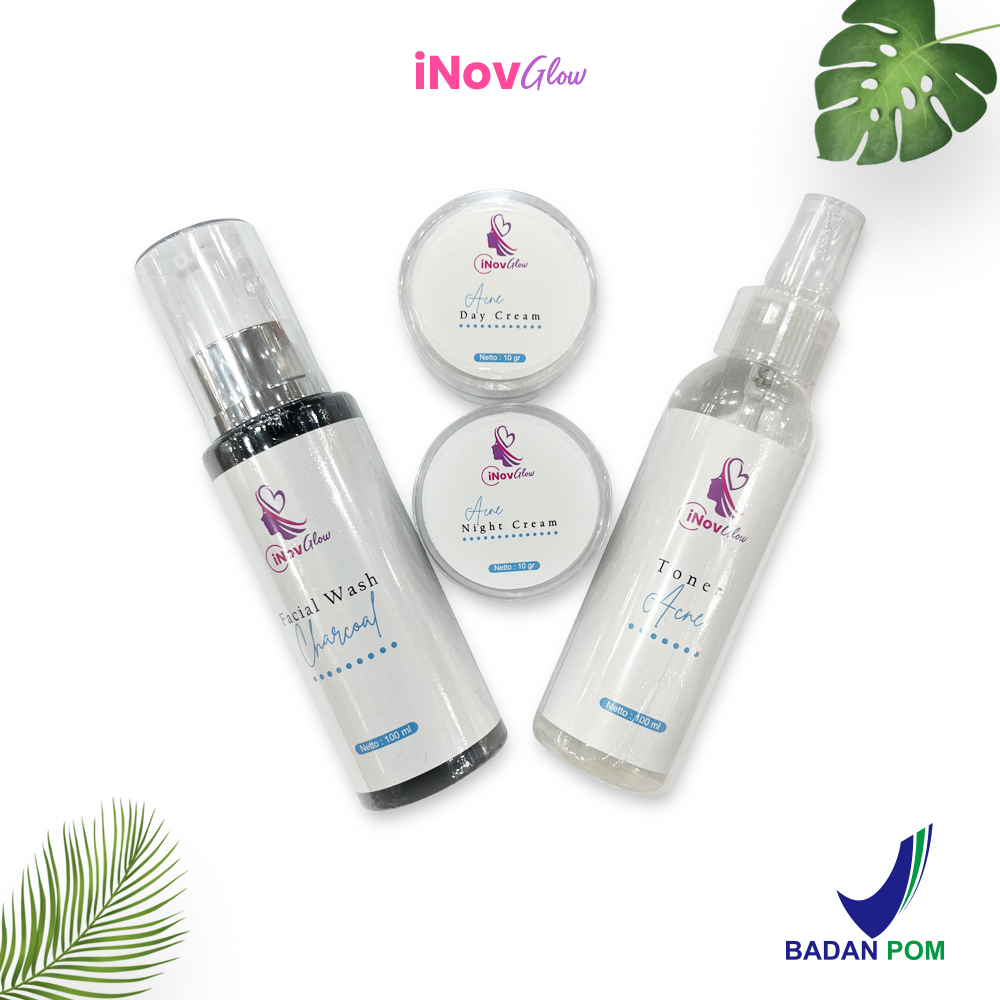 iNovGlow
iNovGlow
Acne
Day Cream
Netto : 10 gr
iNovGlow
Acne
Night Cream
Netto : 10 gr
iNovGlow
Facial Wash
Charcoal
Netto : 100 ml
iNovGlow
Toner
Acne
Netto : 100 ml
BADAN POM